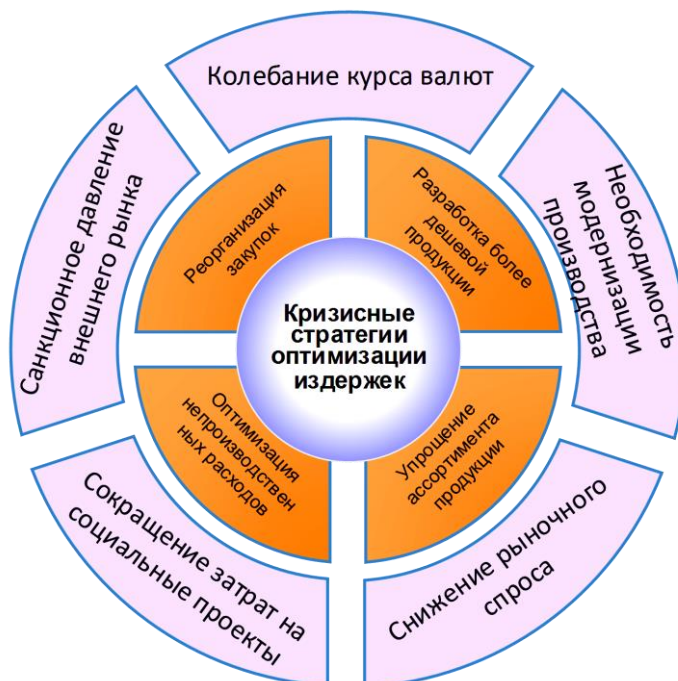 Колебание курса валют
Санкционное давление
внешнего рынка
Необходимость
модернизации
производства
Реорганизация
закупок
Разработка более
дешевой
продукции
Кризисные
стратегии
оптимизации
издержек
Оптимизация
непроизводствен
ных расходов
Упрощение
ассортимента
продукции
Сокращение затрат на
социальные проекты
Снижение рыночного
спроса